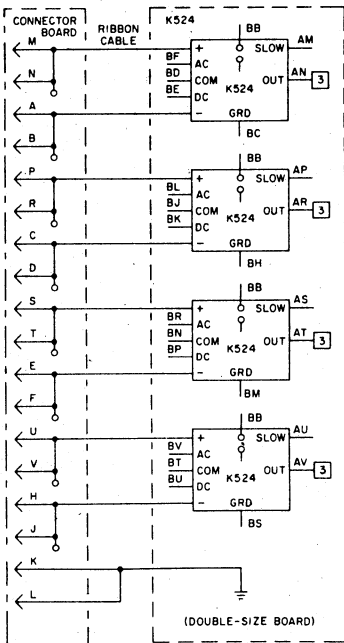 CONNECTOR BOARD
RIBBON CABLE
K524
M
N
A
B
BB
+
SLOW
AM
BF
AC
BD
COM
K524
OUT
AN
3
BE
DC
-
GRD
BC
P
R
C
D
BB
+
SLOW
AP
BL
AC
BJ
COM
K524
OUT
AR
3
BK
DC
-
GRD
BH
S
T
E
F
BB
+
SLOW
AS
BR
AC
BN
COM
K524
OUT
AT
3
BP
DC
-
GRD
BM
U
V
H
J
BB
+
SLOW
AU
BV
AC
BT
COM
K524
OUT
AV
3
BU
DC
-
GRD
BS
K
L
(DOUBLE-SIZE BOARD)